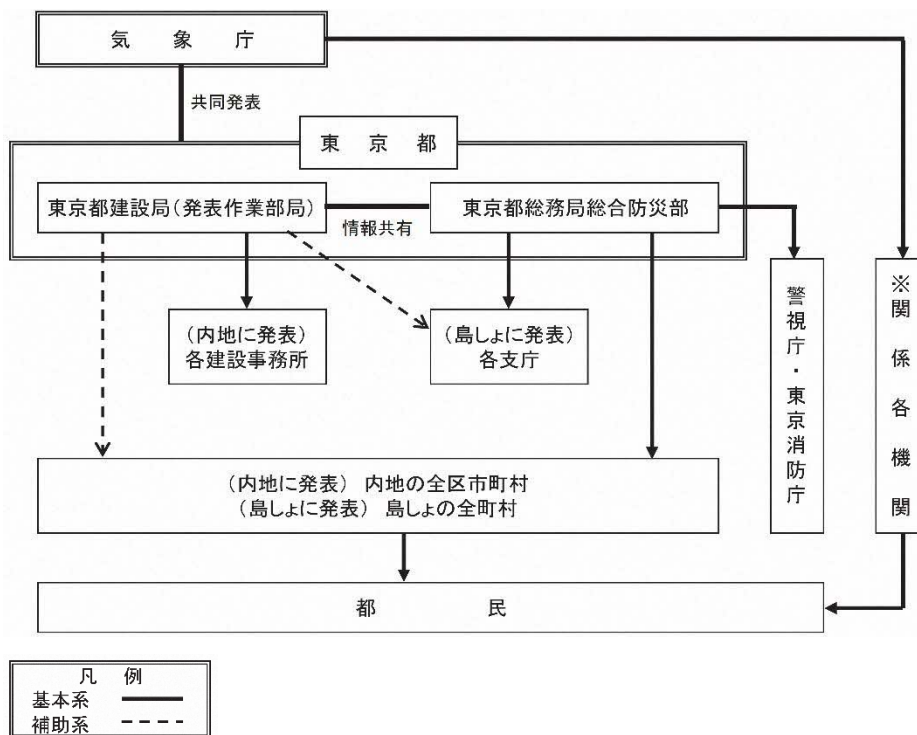 気象庁
共同発表
東京都
東京都建設局(発表作業部局)
情報共有
東京都総務局総合防災部
(内地に発表)
各建設事務所
(島しょに発表)
各支庁
警視庁・東京消防庁
※関係各機関
(内地に発表) 内地の全区市町村
(島しょに発表) 島しょの全町村
都民
凡例
基本系
補助系